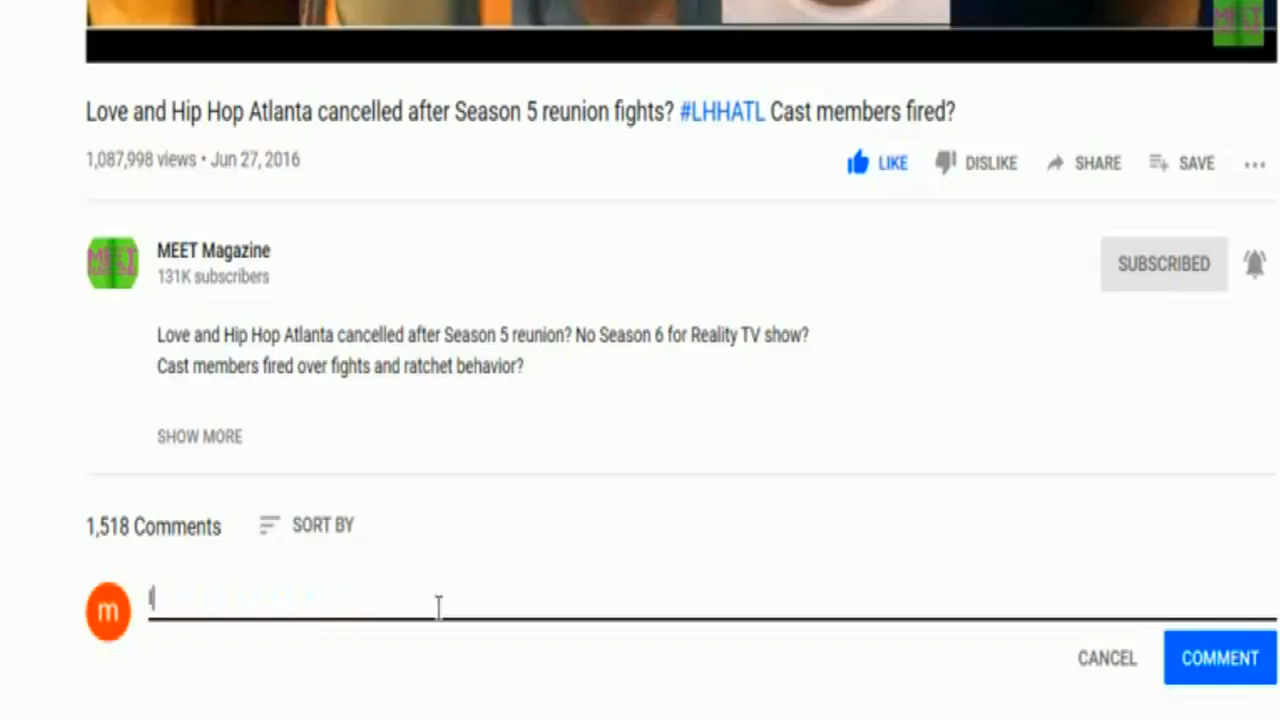 MEET
Love and Hip Hop Atlanta cancelled after Season 5 reunion fights? #LHHATL Cast members fired?
1,087,998 views • Jun 27, 2016
LIKE DISLIKE SHARE SAVE
MEET
MEET Magazine
131K subscribers
SUBSCRIBED
Love and Hip Hop Atlanta cancelled after Season 5 reunion? No Season 6 for Reality TV show?
Cast members fired over fights and ratchet behavior?
SHOW MORE
1,518 Comments SORT BY
m
CANCEL COMMENT